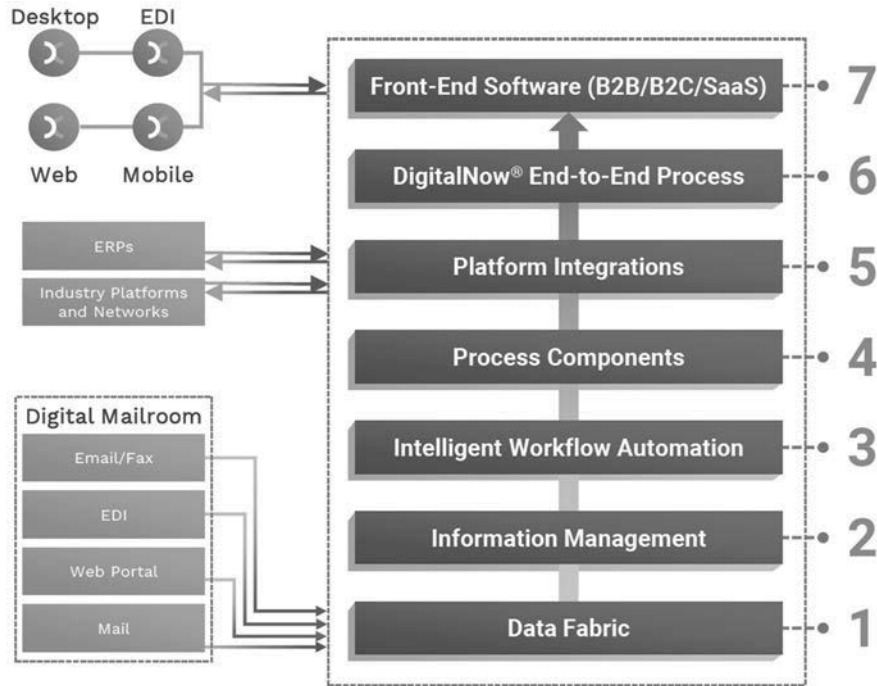 Desktop EDI
Web Mobile
ERPs
Industry Platforms
and Networks
Digital Mailroom
Email/Fax
EDI
Web Portal
Mail
Front-End Software (B2B/B2C/SaaS) 7
DigitalNow® End-to-End Process 6
Platform Integrations 5
Process Components 4
Intelligent Workflow Automation 3
Information Management 2
Data Fabric 1